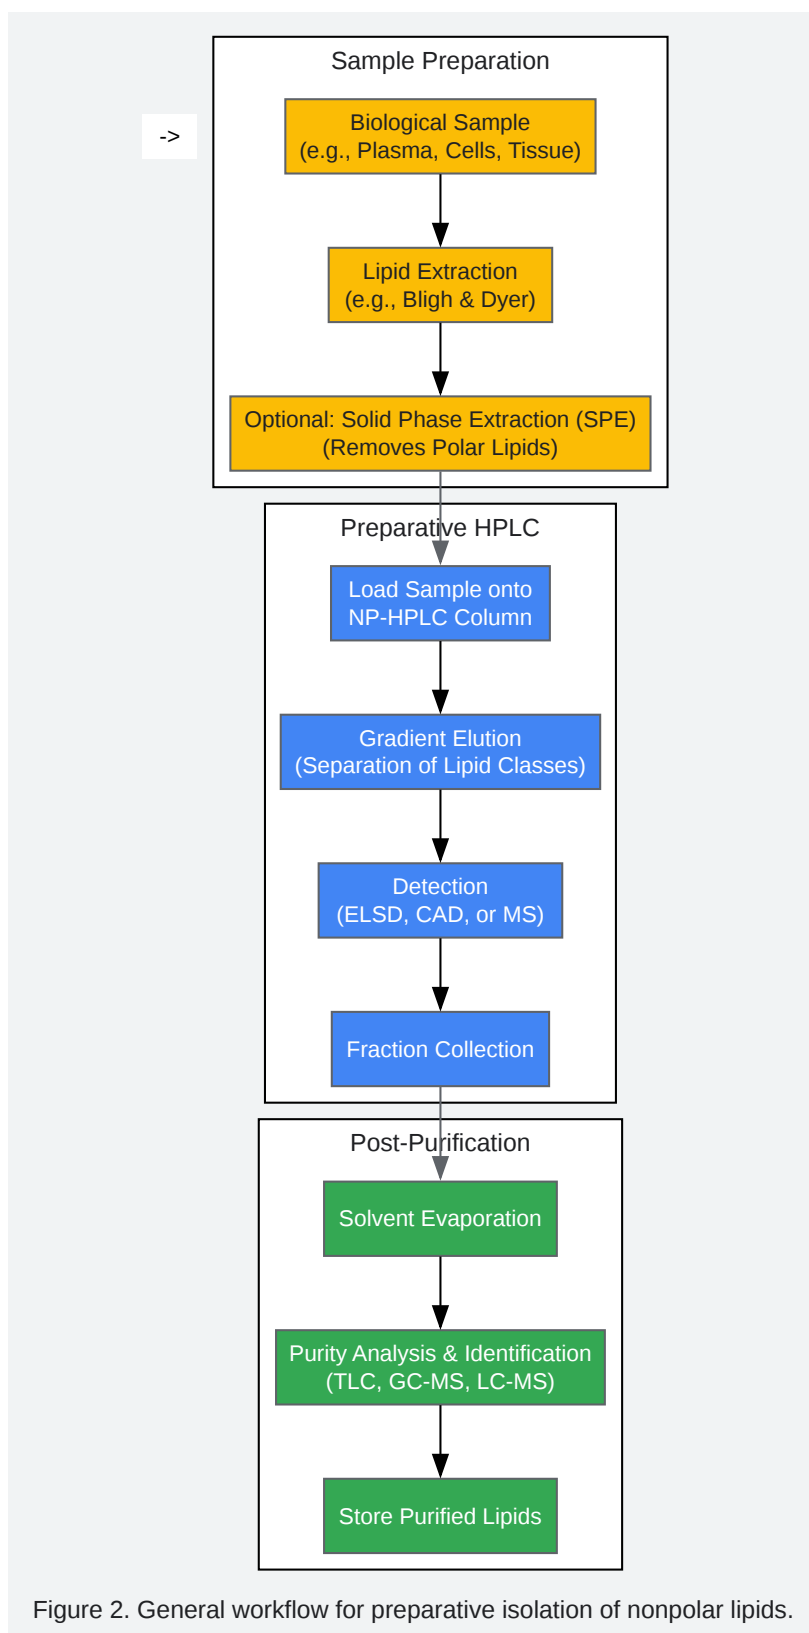 Sample Preparation
->
Biological Sample
(e.g., Plasma, Cells, Tissue)
Lipid Extraction
(e.g., Bligh & Dyer)
Optional: Solid Phase Extraction (SPE)
(Removes Polar Lipids)
Preparative HPLC
Load Sample onto
NP-HPLC Column
Gradient Elution
(Separation of Lipid Classes)
Detection
(ELSD, CAD, or MS)
Fraction Collection
Post-Purification
Solvent Evaporation
Purity Analysis & Identification
(TLC, GC-MS, LC-MS)
Store Purified Lipids
Figure 2. General workflow for preparative isolation of nonpolar lipids.